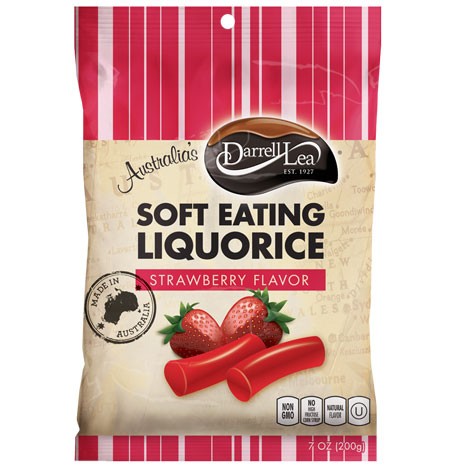 Australia's
Darrell Lea
EST. 1927
SOFT EATING
LIQUORICE
STRAWBERRY FLAVOR
MADE IN
AUSTRALIA
NON
GMO
NO
HIGH
FRUCTOSE
CORN SYRUP
NATURAL
FLAVOR
U
7 OZ (200g)